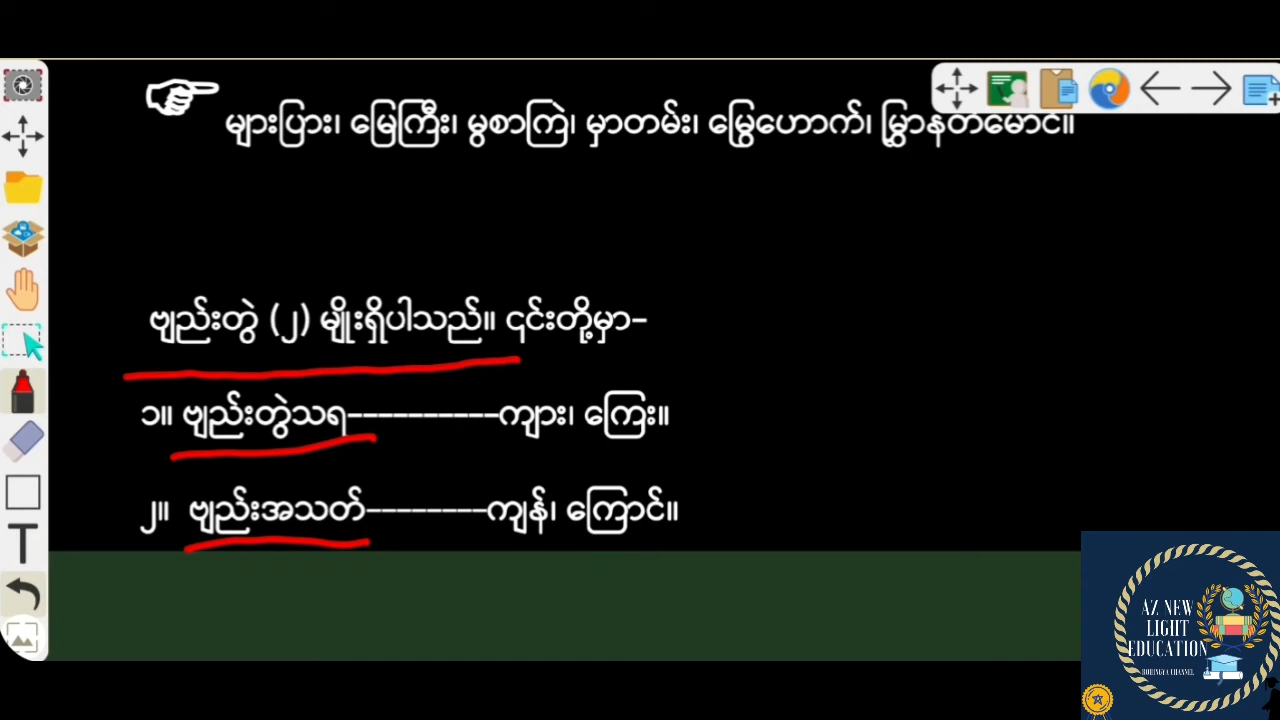 များပြား၊ မြေကြီး၊ မွစာကြဲ၊ မှာတမ်း၊ မြွေဟောက်၊ မြွှာနတ်မောင်။
ဗျည်းတွဲ (၂) မျိုးရှိပါသည်။ ၎င်းတို့မှာ-
၁။ ဗျည်းတွဲသရ----------ကျား၊ ကြေး။
၂။ ဗျည်းအသတ်--------ကျန်၊ ကြောင်။
T
AZ NEW
LIGHT
EDUCATION
ROHINGYA CHANNEL